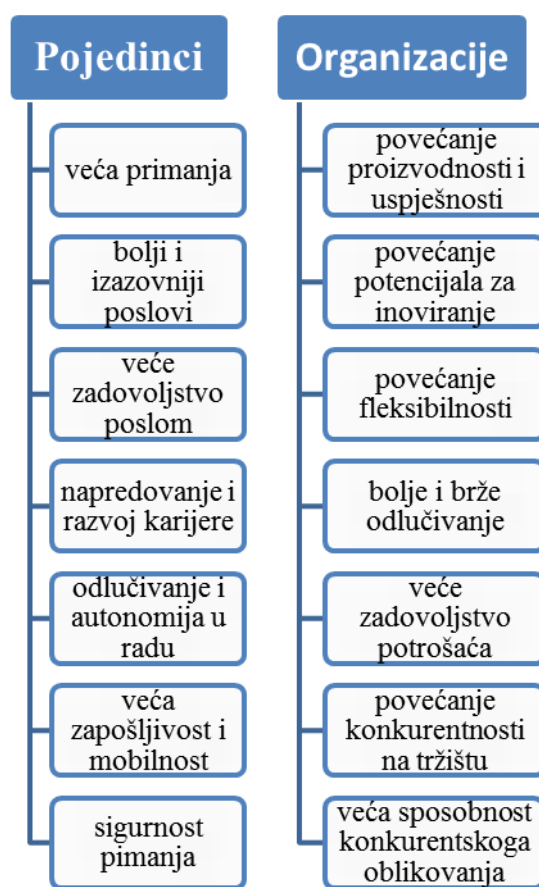 Pojedinci
veća primanja
bolji i
izazovniji
poslovi
veće
zadovoljstvo
poslom
napredovanje i
razvoj karijere
odlučivanje i
autonomija u
radu
veća
zapošljivost i
mobilnost
sigurnost
pimanja
Organizacije
povećanje
proizvodnosti i
uspješnosti
povećanje
potencijala za
inoviranje
povećanje
fleksibilnosti
bolje i brže
odlučivanje
veće
zadovoljstvo
potrošaća
povećanje
konkurentnosti
na tržištu
veća sposobnost
konkurentskoga
oblikovanja